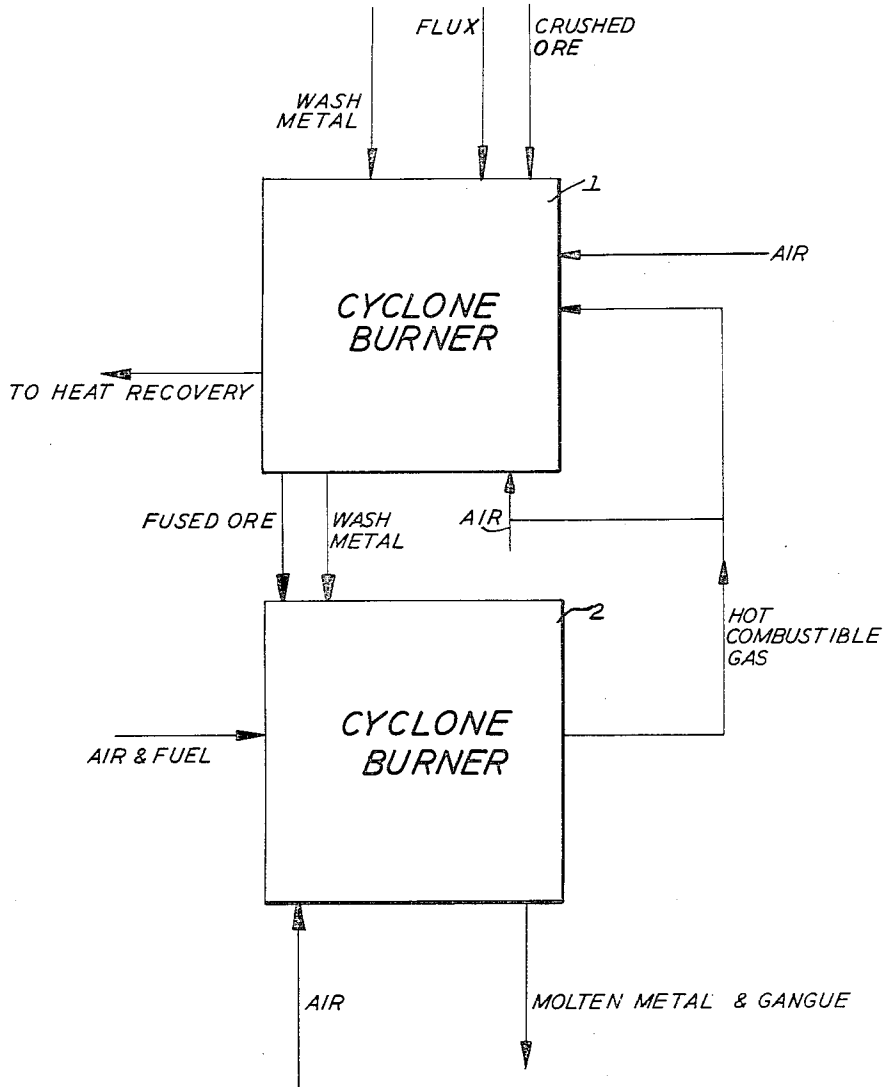 FLUX
CRUSHED
ORE
WASH
METAL
1
AIR
CYCLONE
BURNER
TO HEAT RECOVERY
FUSED ORE
WASH
METAL
AIR
2
HOT
COMBUSTIBLE
GAS
CYCLONE
BURNER
AIR & FUEL
AIR
MOLTEN METAL & GANGUE